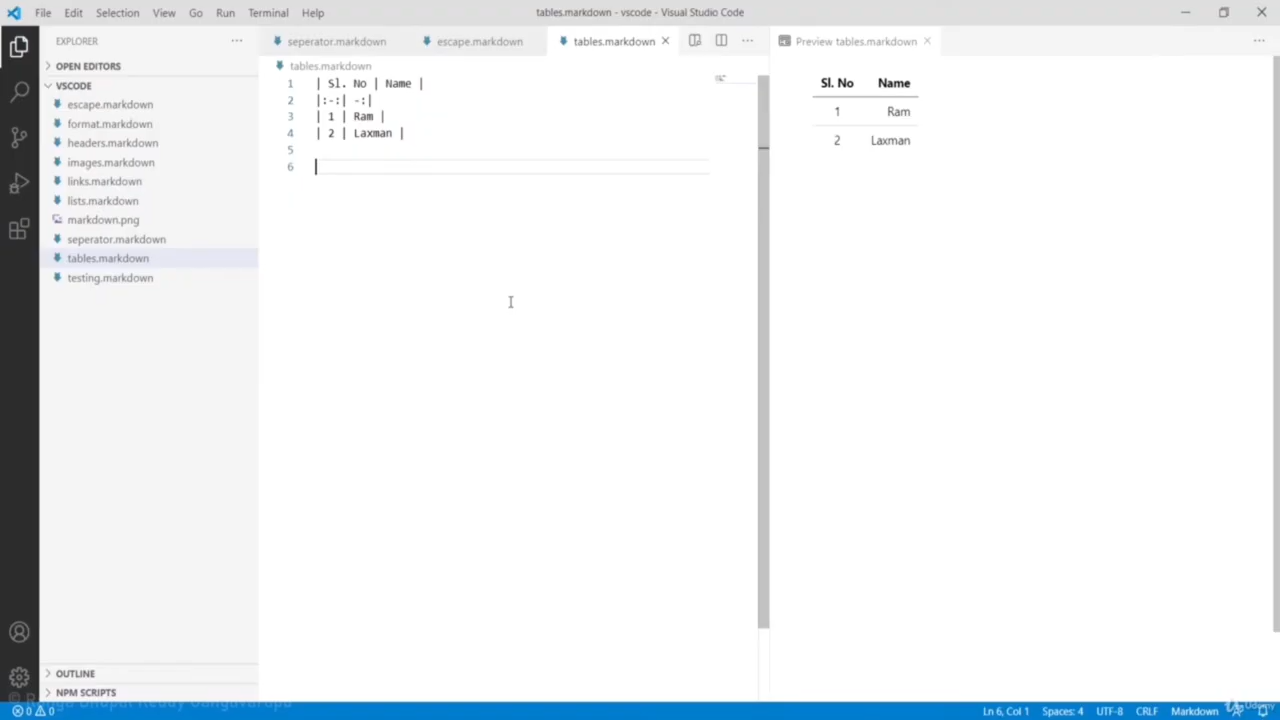 File Edit Selection View Go Run Terminal Help
tables.markdown - vscode - Visual Studio Code
EXPLORER
OPEN EDITORS
VSCODE
escape.markdown
format.markdown
headers.markdown
images.markdown
links.markdown
lists.markdown
markdown.png
seperator.markdown
tables.markdown
testing.markdown
OUTLINE
NPM SCRIPTS
seperator.markdown escape.markdown tables.markdown
tables.markdown
1 | Sl. No | Name |
2 |:-:| -:|
3 | 1 | Ram |
4 | 2 | Laxman |
5
6
Preview tables.markdown
Sl. No Name
1 Ram
2 Laxman
0 0
Ln 6, Col 1 Spaces: 4 UTF-8 CRLF Markdown
Udemy